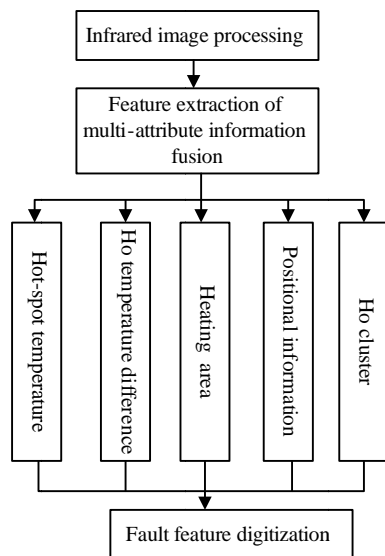 Infrared image processing
Feature extraction of
multi-attribute information
fusion
Hot-spot temperature
Ho temperature difference
Heating area
Positional information
Ho cluster
Fault feature digitization